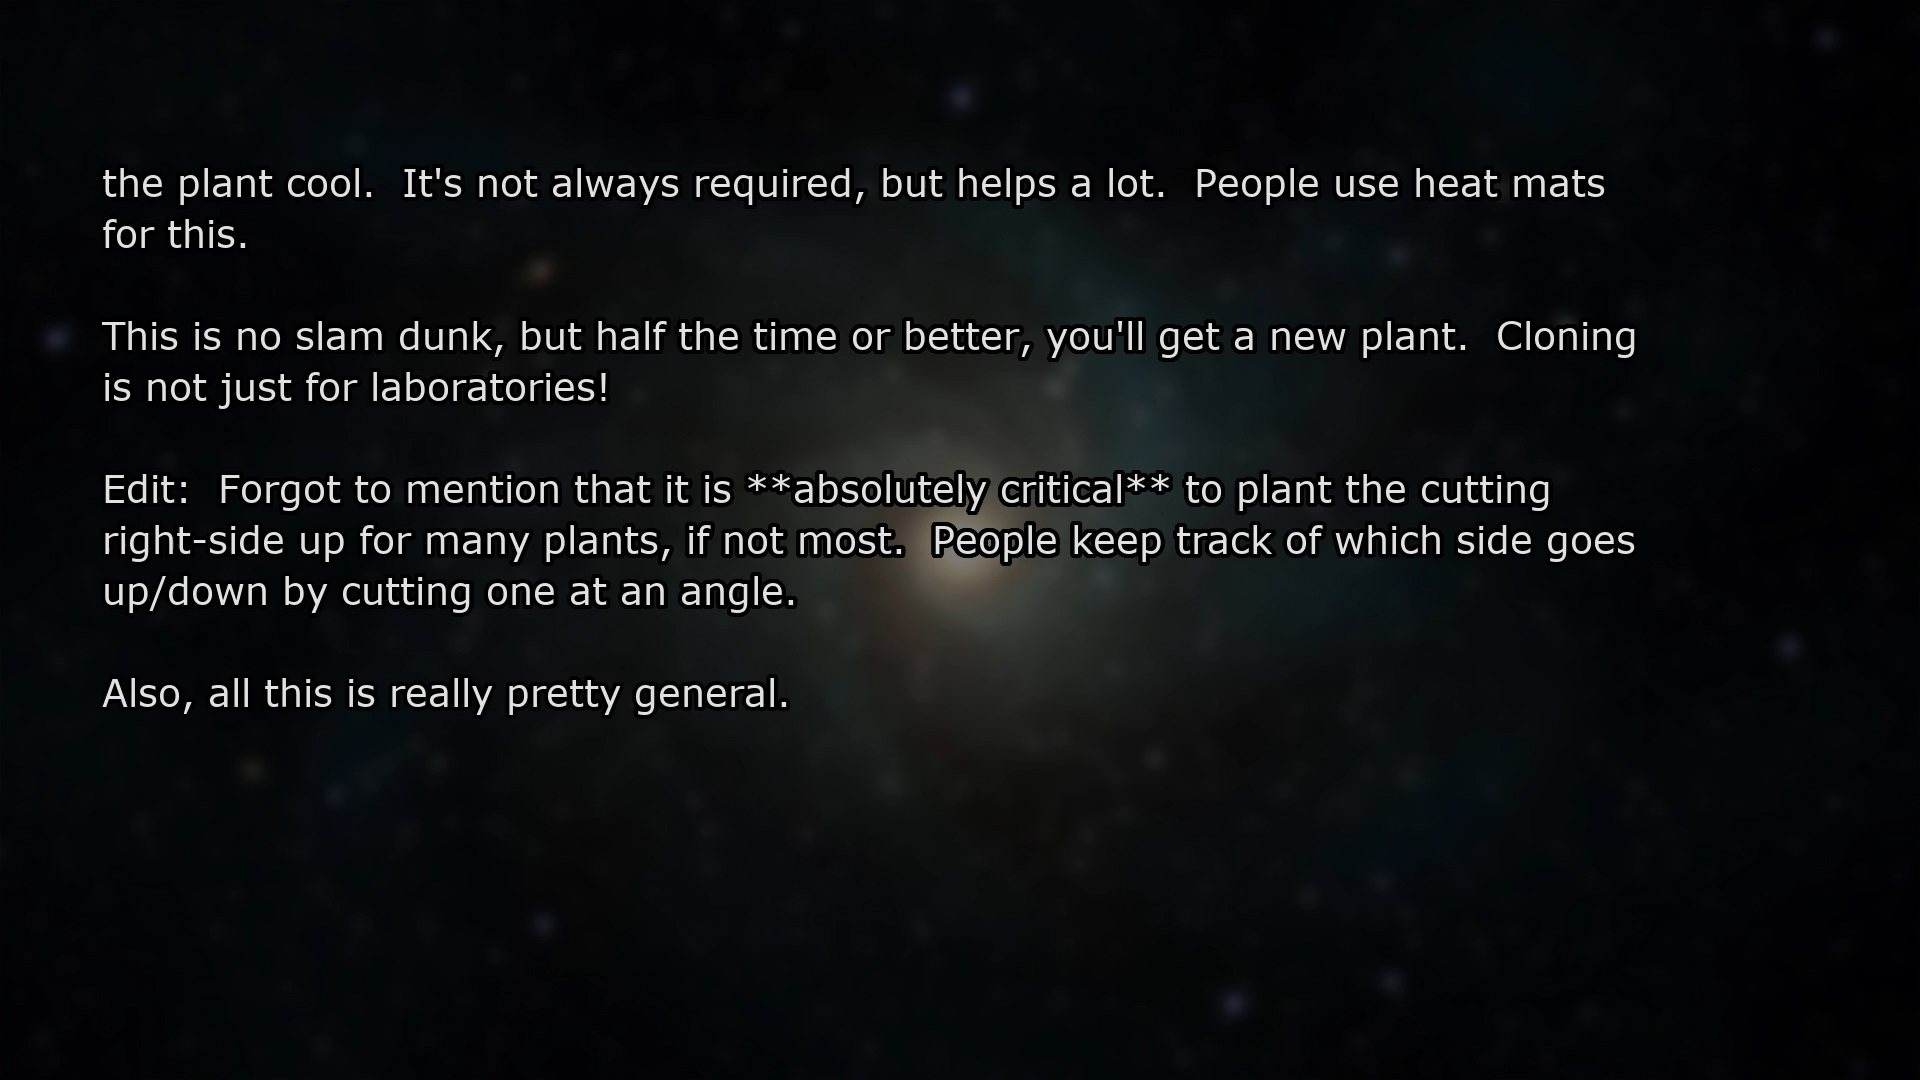 the plant cool.  It's not always required, but helps a lot.  People use heat mats
for this.
This is no slam dunk, but half the time or better, you'll get a new plant.  Cloning
is not just for laboratories!
Edit:  Forgot to mention that it is **absolutely critical** to plant the cutting
right-side up for many plants, if not most.  People keep track of which side goes
up/down by cutting one at an angle.
Also, all this is really pretty general.